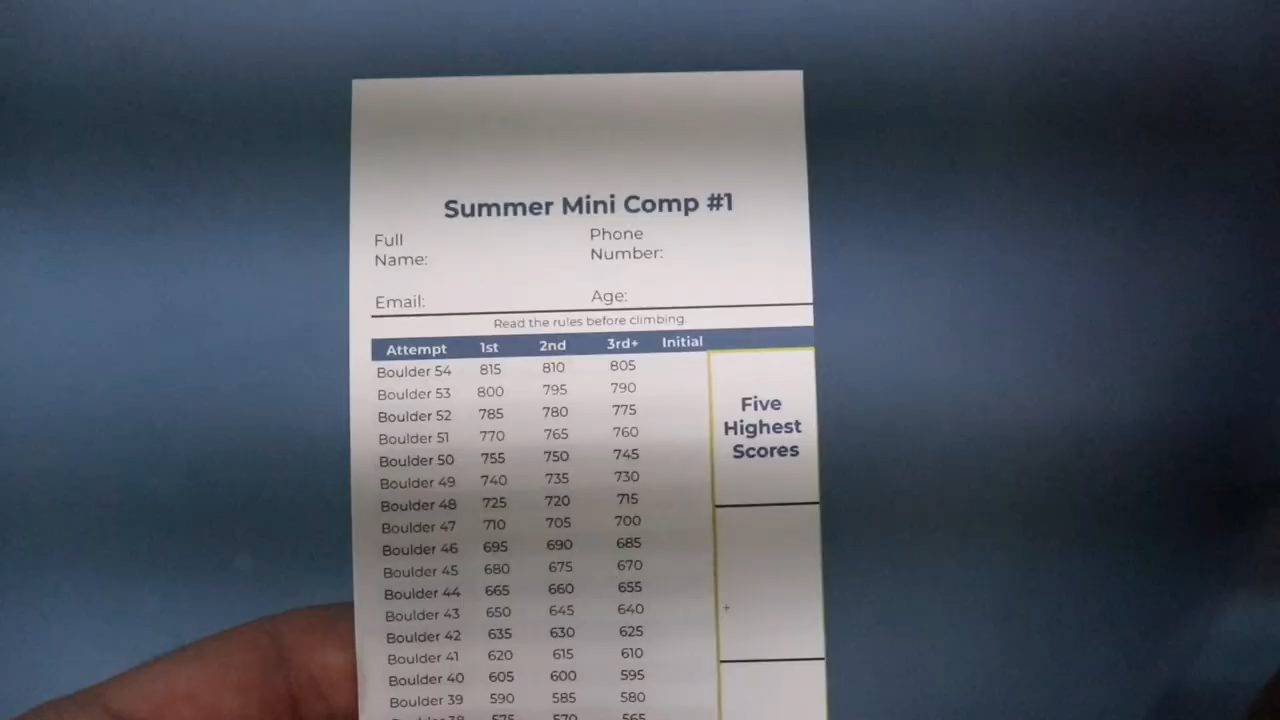 Summer Mini Comp #1
Full Name:
Phone Number:
Email:
Age:
Read the rules before climbing.
Attempt 1st 2nd 3rd+ Initial
Boulder 54 815 810 805
Boulder 53 800 795 790
Boulder 52 785 780 775
Boulder 51 770 765 760
Boulder 50 755 750 745
Boulder 49 740 735 730
Boulder 48 725 720 715
Boulder 47 710 705 700
Boulder 46 695 690 685
Boulder 45 680 675 670
Boulder 44 665 660 655
Boulder 43 650 645 640
Boulder 42 635 630 625
Boulder 41 620 615 610
Boulder 40 605 600 595
Boulder 39 590 585 580
Boulder 38 575 570 565
Five
Highest
Scores
+